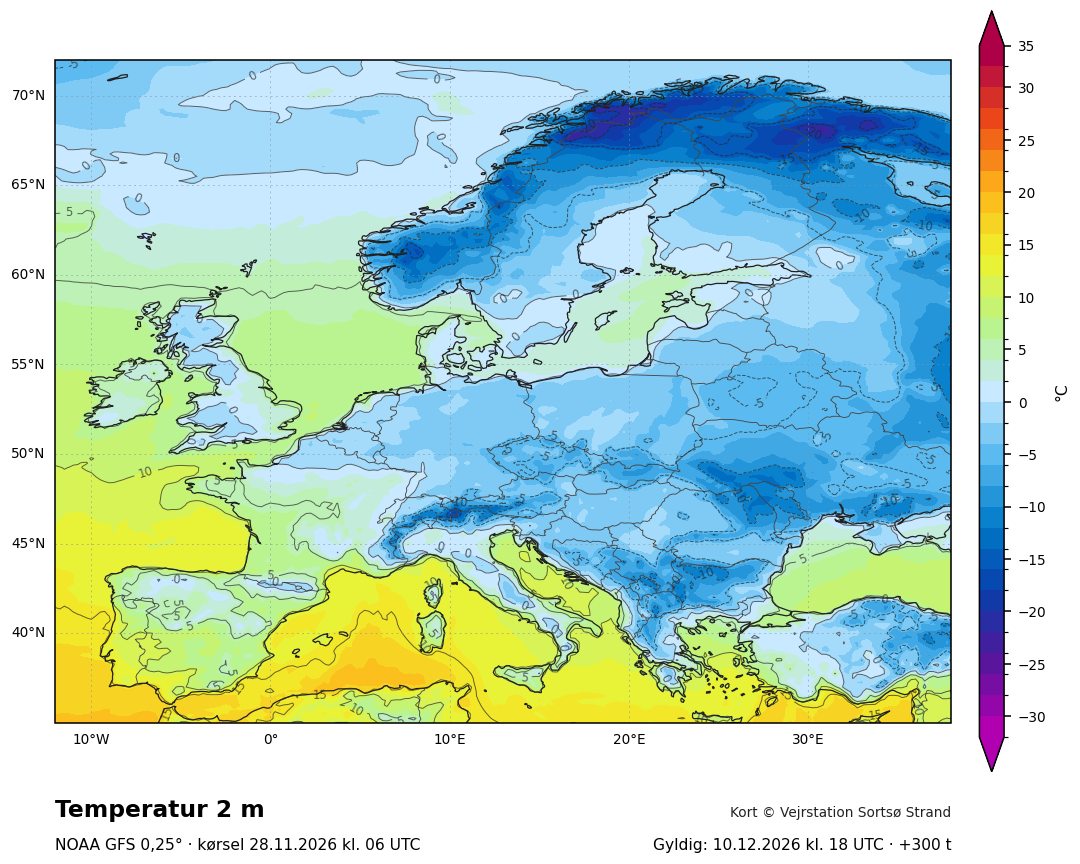 70°N
65°N
60°N
55°N
50°N
45°N
40°N
10°W
0°
10°E
20°E
30°E
35
30
25
20
15
10
5
0
−5
−10
−15
−20
−25
−30
°C
Temperatur 2 m
Kort © Vejrstation Sortsø Strand
NOAA GFS 0,25° · kørsel 28.11.2026 kl. 06 UTC
Gyldig: 10.12.2026 kl. 18 UTC · +300 t